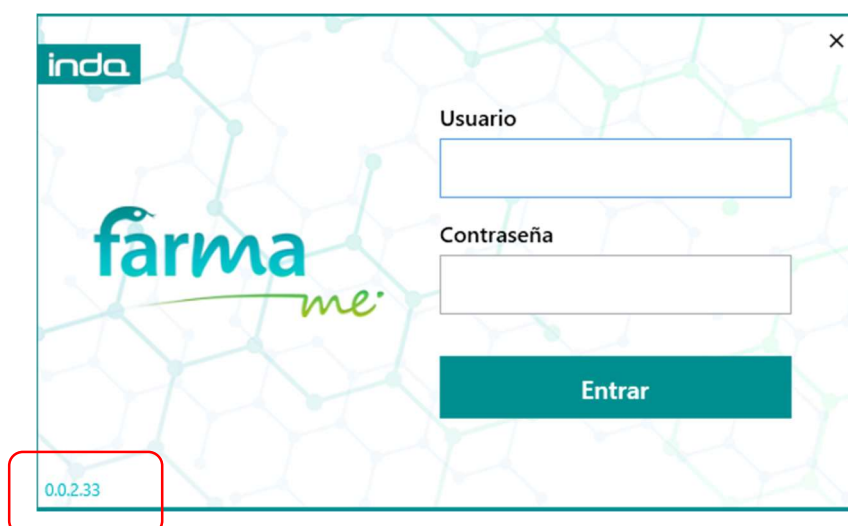 inda
farma
me
Usuario
Contraseña
Entrar
0.0.2.33